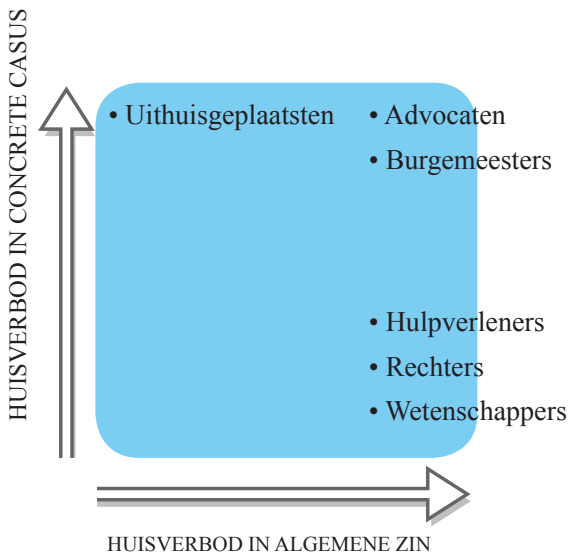 HUISVERBOD IN CONCRETE CASUS
• Uithuisgeplaatsten
• Advocaten
• Burgemeesters
• Hulpverleners
• Rechters
• Wetenschappers
HUISVERBOD IN ALGEMENE ZIN